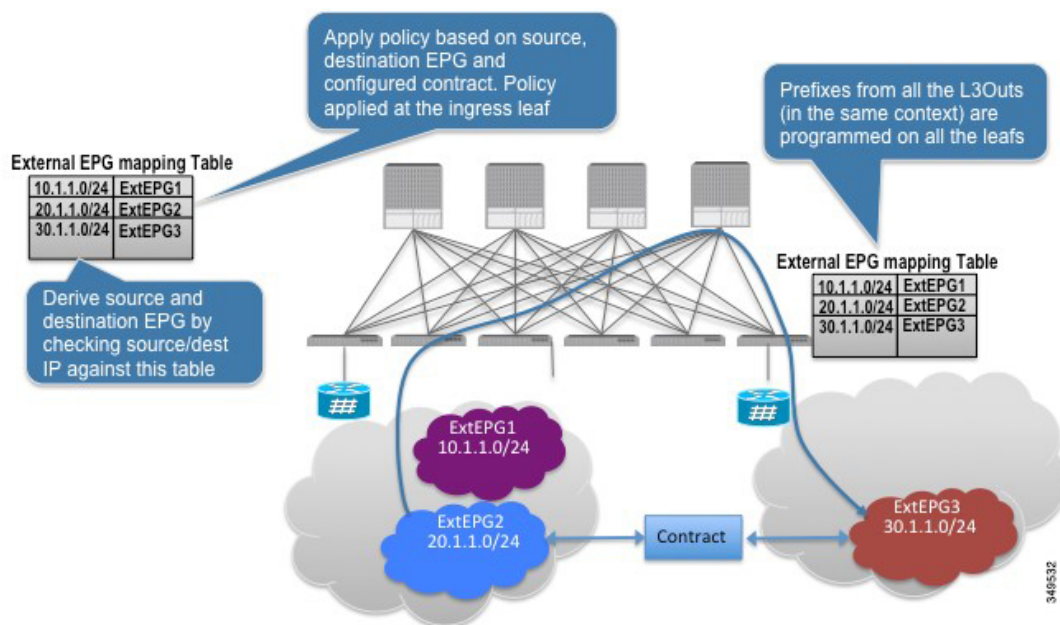 Apply policy based on source,
destination EPG and
configured contract. Policy
applied at the ingress leaf
Prefixes from all the L3Outs
(in the same context) are
programmed on all the leafs
External EPG mapping Table
10.1.1.0/24 ExtEPG1
20.1.1.0/24 ExtEPG2
30.1.1.0/24 ExtEPG3
Derive source and
destination EPG by
checking source/dest
IP against this table
External EPG mapping Table
10.1.1.0/24 ExtEPG1
20.1.1.0/24 ExtEPG2
30.1.1.0/24 ExtEPG3
ExtEPG1
10.1.1.0/24
ExtEPG2
20.1.1.0/24
Contract
ExtEPG3
30.1.1.0/24
349532